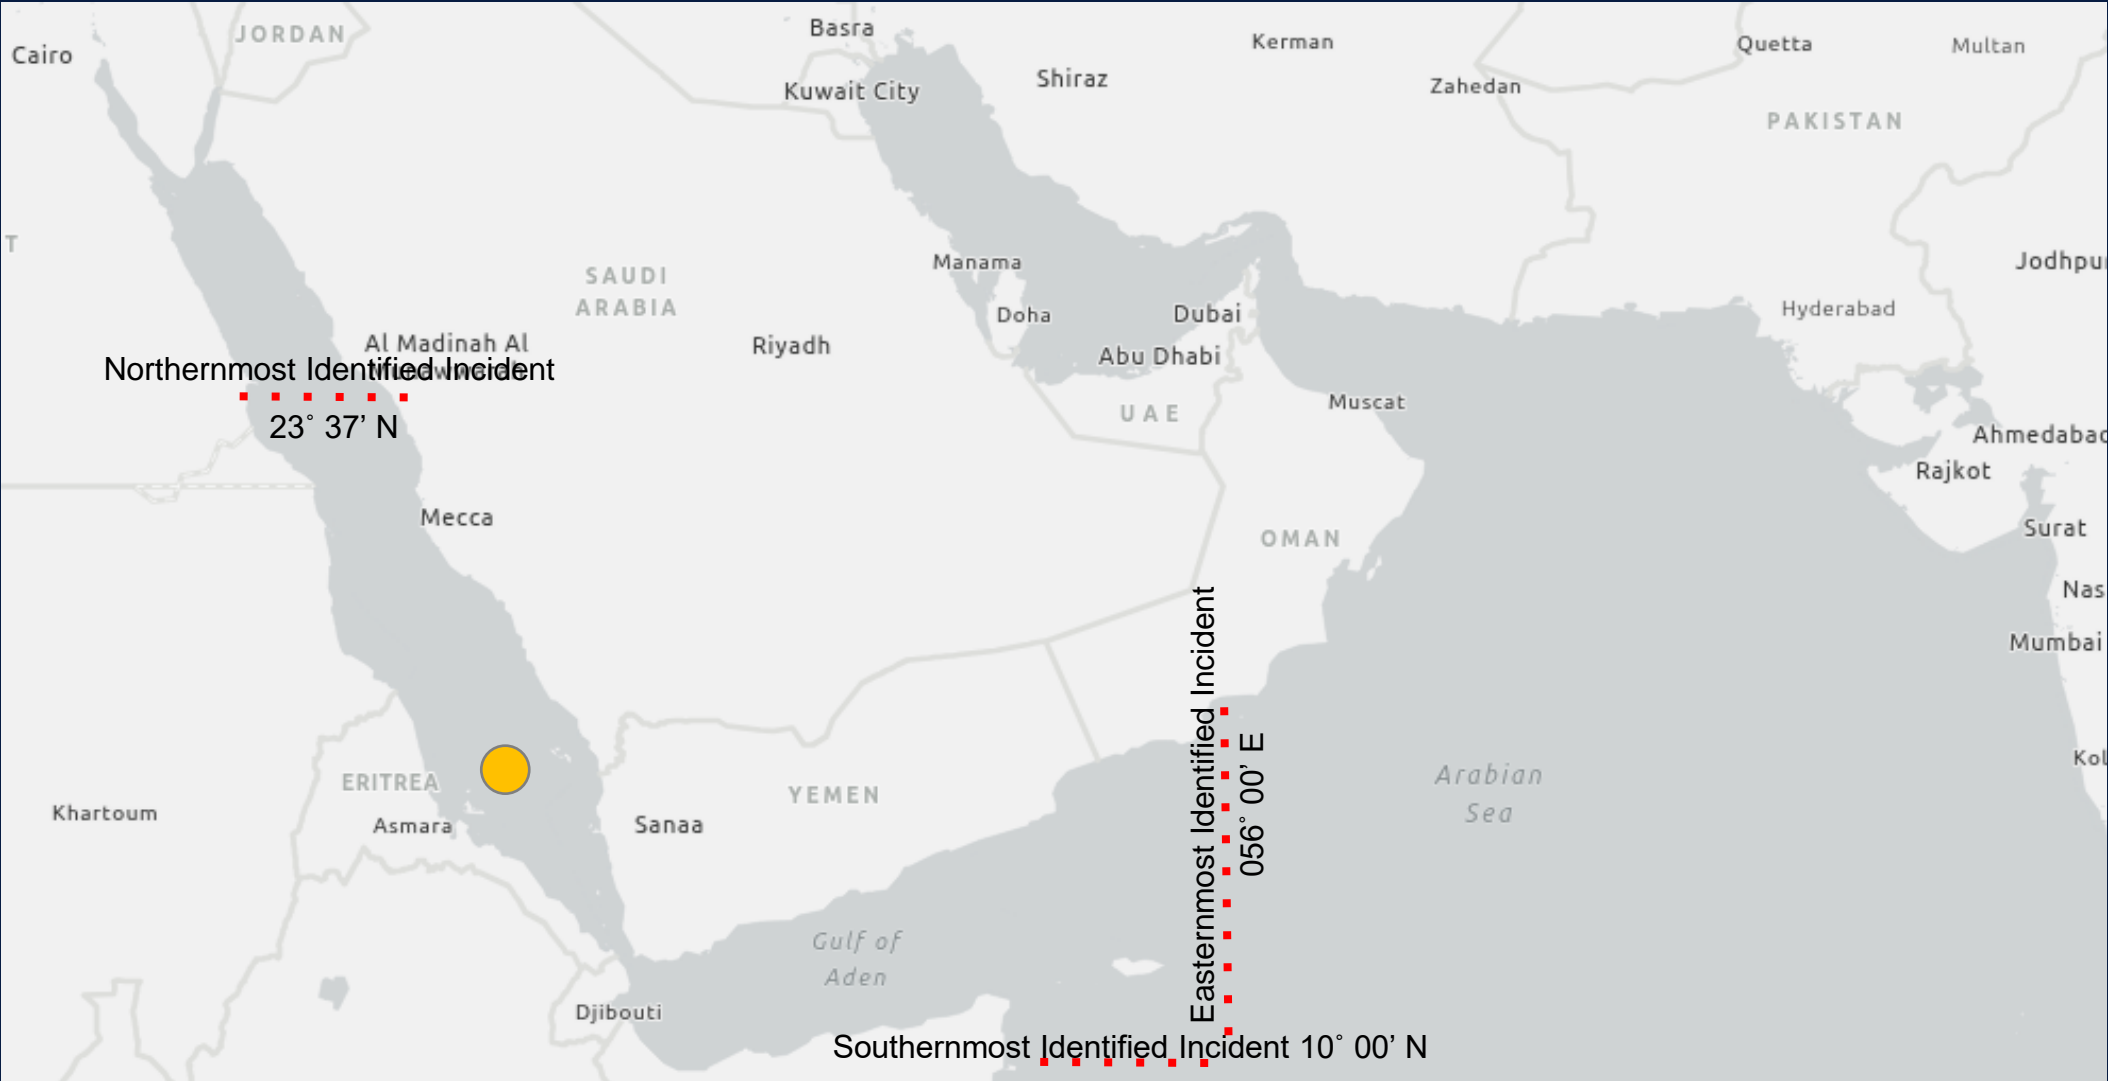 JORDAN
Basra
Kerman
Quetta
Multan
Cairo
Shiraz
Zahedan
Kuwait City
PAKISTAN
T
Manama
Jodhpu
SAUDI
ARABIA
Doha
Dubai
Hyderabad
Al Madinah Al
Riyadh
Abu Dhabi
Northernmost Identified Incident
23° 37’ N
Muscat
UAE
Ahmedabad
Rajkot
Mecca
Surat
OMAN
Nas
Mumbai
Easternmost Identified Incident
056° 00’ E
Kol
Arabian
Sea
ERITREA
YEMEN
Khartoum
Asmara
Sanaa
Gulf of
Aden
Djibouti
Southernmost Identified Incident 10° 00’ N